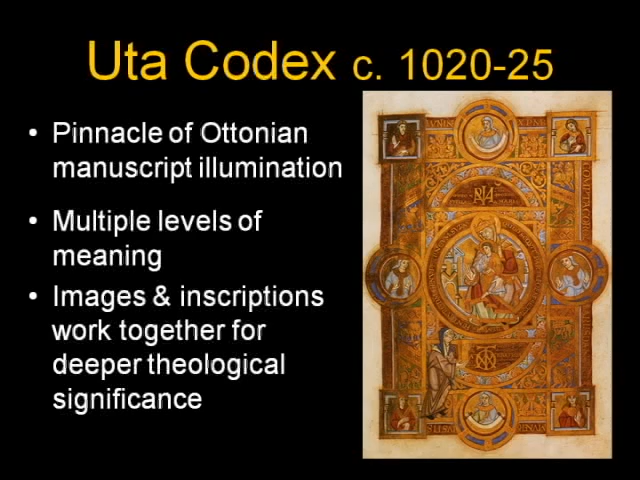 Uta Codex c. 1020-25
• Pinnacle of Ottonian
manuscript illumination
• Multiple levels of
meaning
• Images & inscriptions
work together for
deeper theological
significance